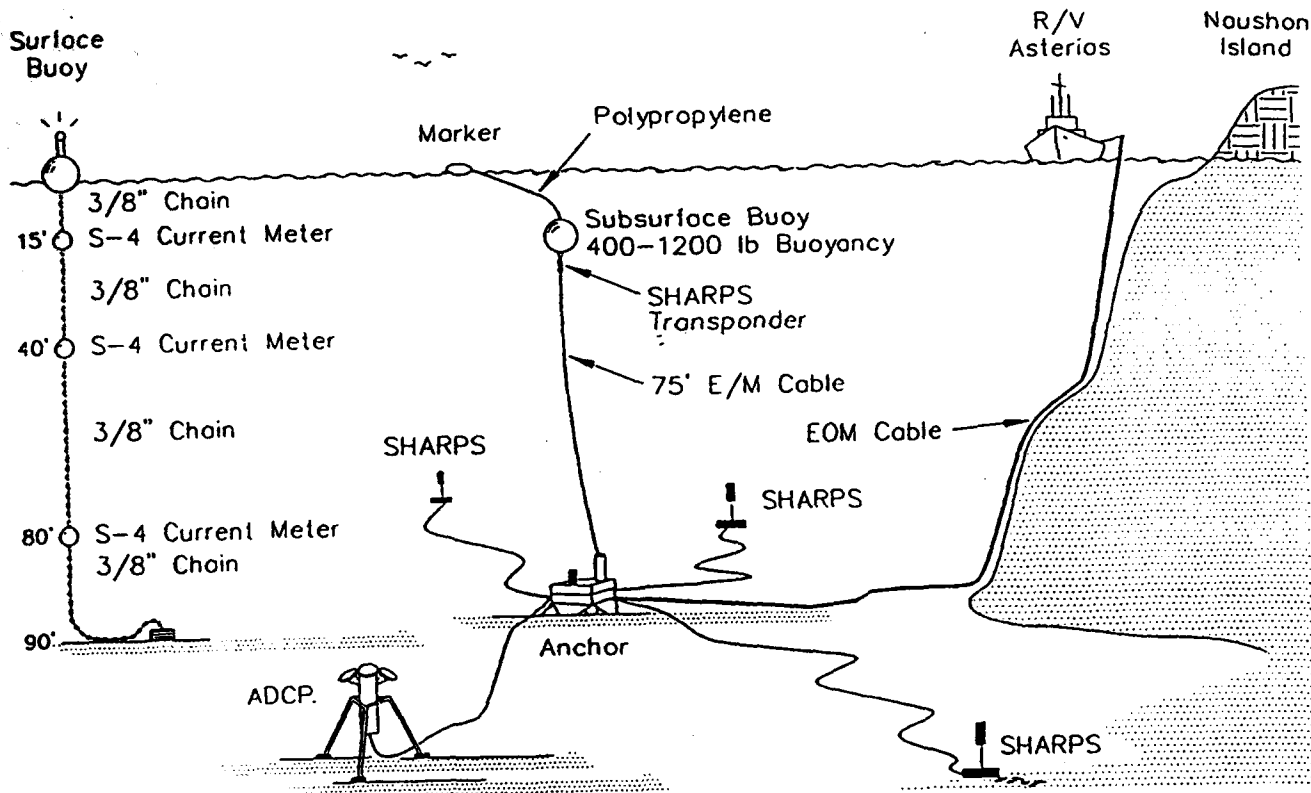 Surface
Buoy
R/V
Asterias
Naushon
Island
Marker
Polypropylene
3/8" Chain
15' S-4 Current Meter
Subsurface Buoy
400-1200 lb Buoyancy
3/8" Chain
SHARPS
Transponder
40' S-4 Current Meter
75' E/M Cable
3/8" Chain
EOM Cable
SHARPS
SHARPS
80' S-4 Current Meter
3/8" Chain
90'
Anchor
ADCP.
SHARPS